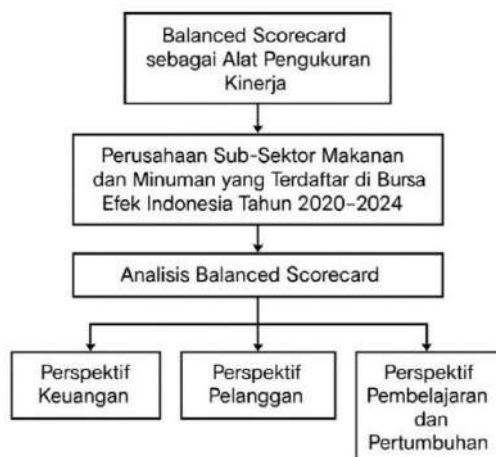 Balanced Scorecard
sebagai Alat Pengukuran
Kinerja
Perusahaan Sub-Sektor Makanan
dan Minuman yang Terdaftar di Bursa
Efek Indonesia Tahun 2020–2024
Analisis Balanced Scorecard
Perspektif
Keuangan
Perspektif
Pelanggan
Perspektif
Pembelajaran
dan
Pertumbuhan